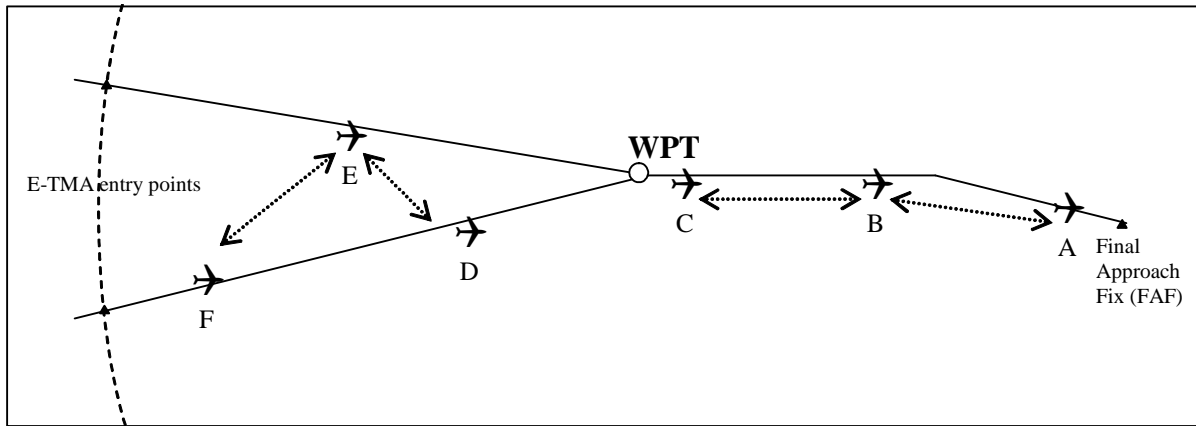 WPT
E-TMA entry points
E
C
B
A
D
F
Final
Approach
Fix (FAF)